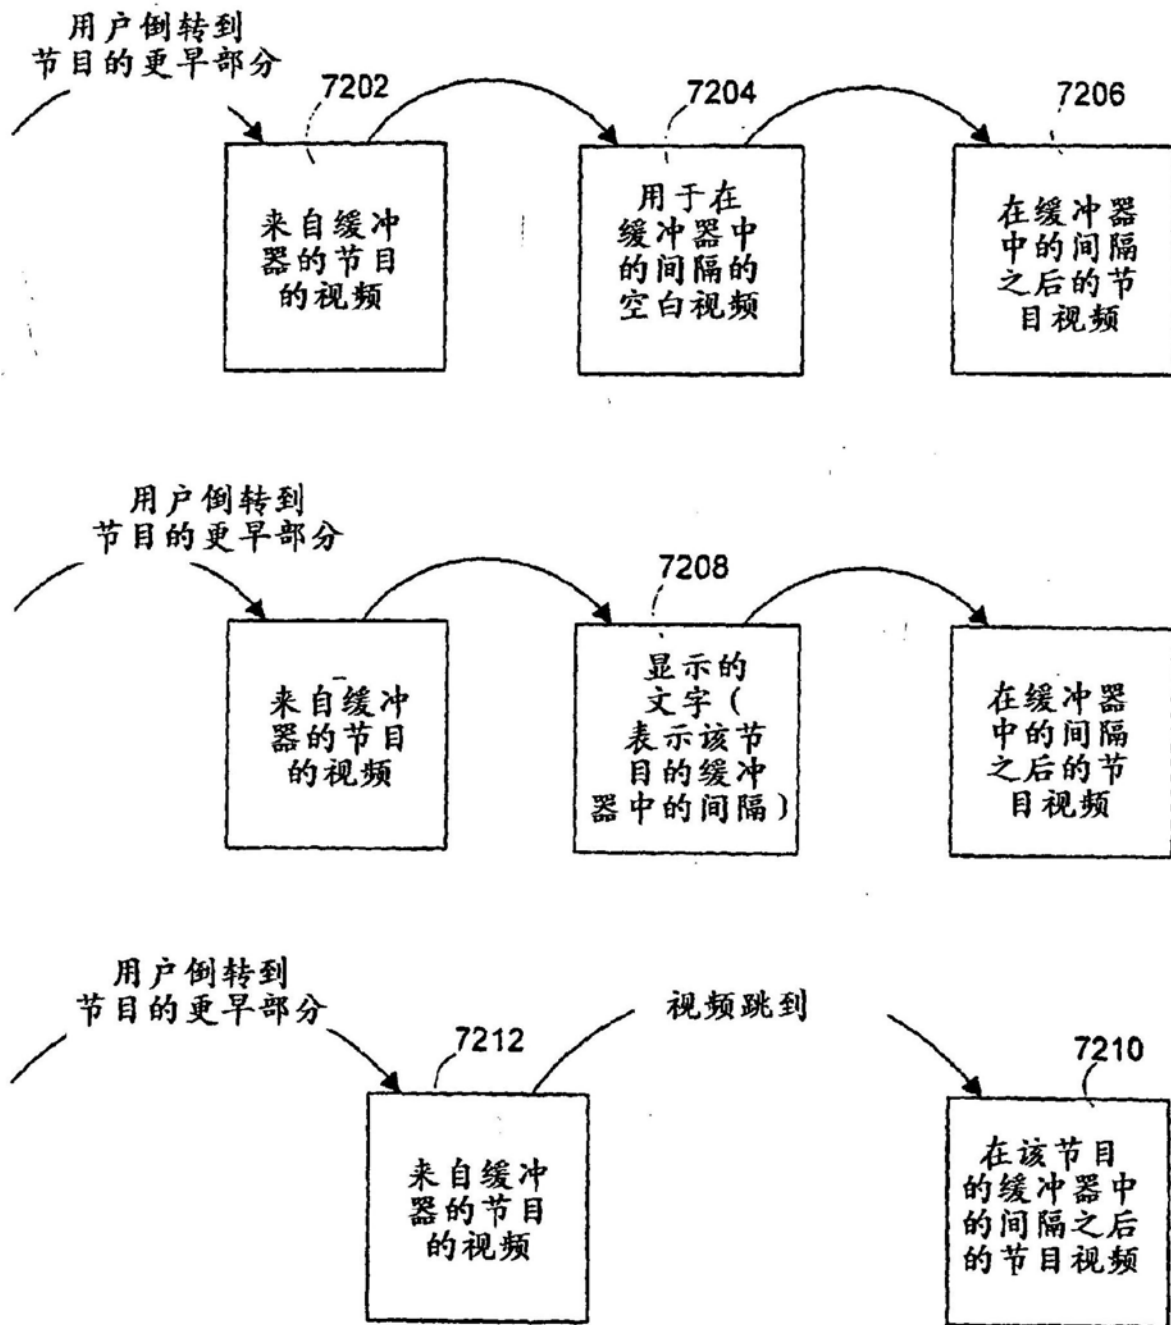 用户倒转到
节目的更早部分
7202
7204
7206
来自缓冲
器的节目
的视频
用于在
缓冲器中
的间隔的
空白视频
在缓冲器
中的间隔
之后的节
目视频
用户倒转到
节目的更早部分
7208
来自缓冲
器的节目
的视频
显示的
文字（
表示该节
目的缓冲
器中的间隔）
在缓冲器
中的间隔
之后的节
目视频
用户倒转到
节目的更早部分
视频跳到
7212
7210
来自缓冲
器的节目
的视频
在该节目
的缓冲器中
的间隔之后
的节目视频